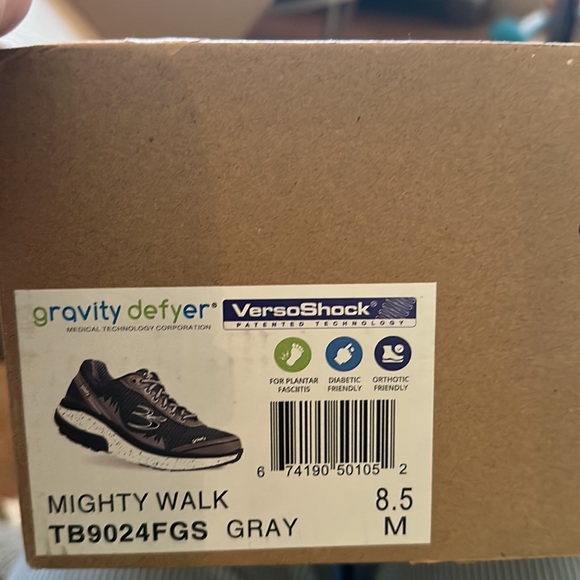 gravity defyer®
MEDICAL TECHNOLOGY CORPORATION
VersoShock®
PATENTED TECHNOLOGY
FOR PLANTAR
FASCIITIS
DIABETIC
FRIENDLY
ORTHOTIC
FRIENDLY
6 74190 50105 2
MIGHTY WALK
8.5
TB9024FGS GRAY
M